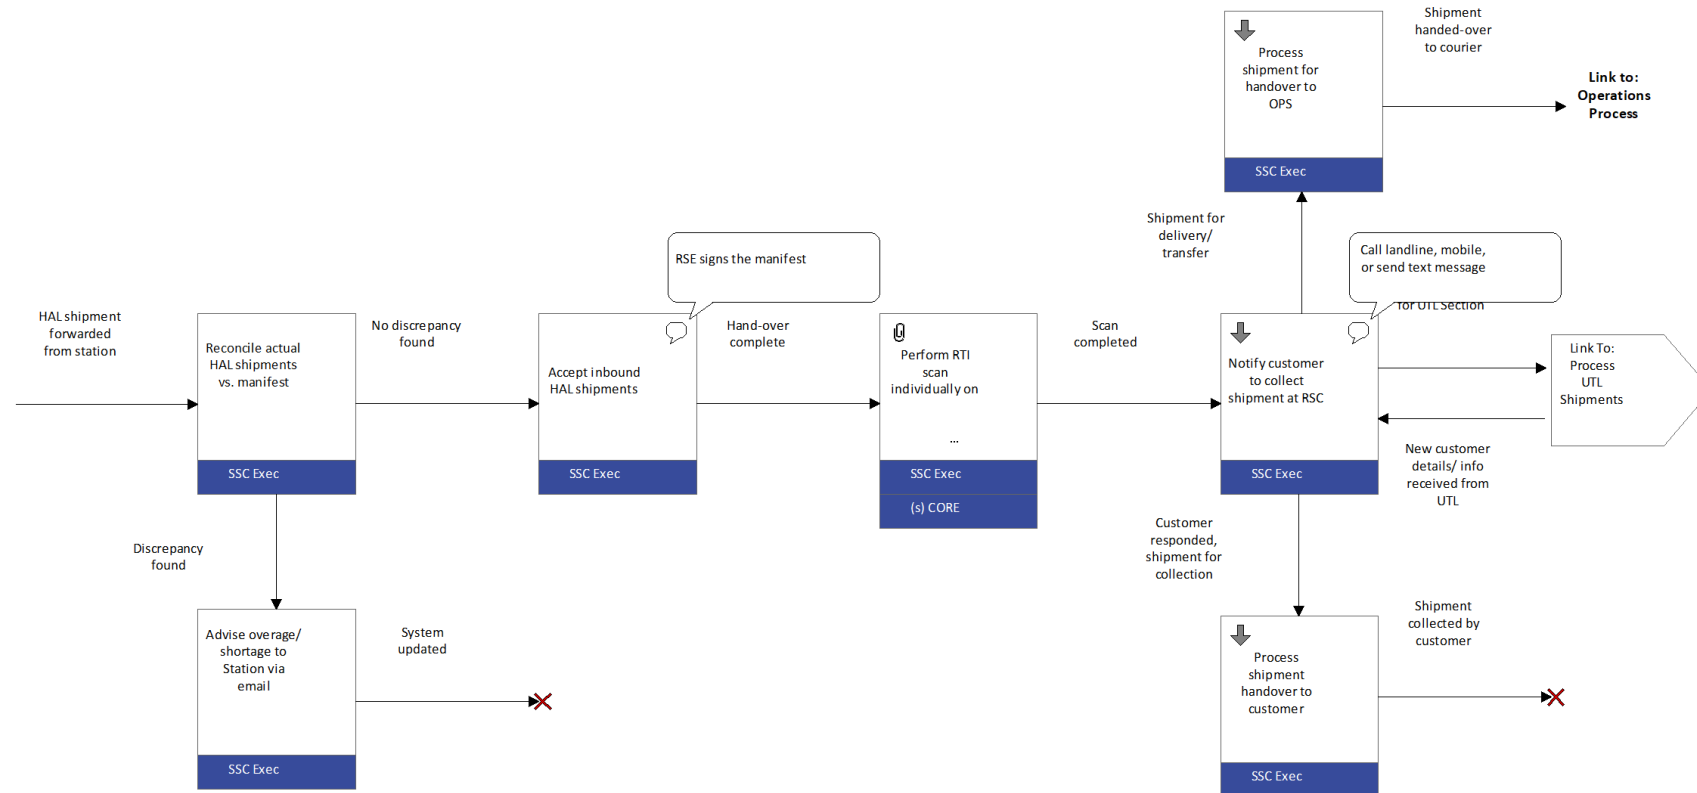 Shipment
handed-over
to courier
Process
shipment for
handover to
OPS
SSC Exec
Link to:
Operations
Process
Shipment for
delivery/
transfer
RSE signs the manifest
Call landline, mobile,
or send text message
for UTL Section
HAL shipment
forwarded
from station
Reconcile actual
HAL shipments
vs. manifest
SSC Exec
No discrepancy
found
Accept inbound
HAL shipments
SSC Exec
Hand-over
complete
Perform RTI
scan
individually on
...
SSC Exec
(s) CORE
Scan
completed
Notify customer
to collect
shipment at RSC
SSC Exec
Link To:
Process
UTL
Shipments
New customer
details/ info
received from
UTL
Discrepancy
found
Customer
responded,
shipment for
collection
Advise overage/
shortage to
Station via
email
SSC Exec
System
updated
Process
shipment
handover to
customer
SSC Exec
Shipment
collected by
customer